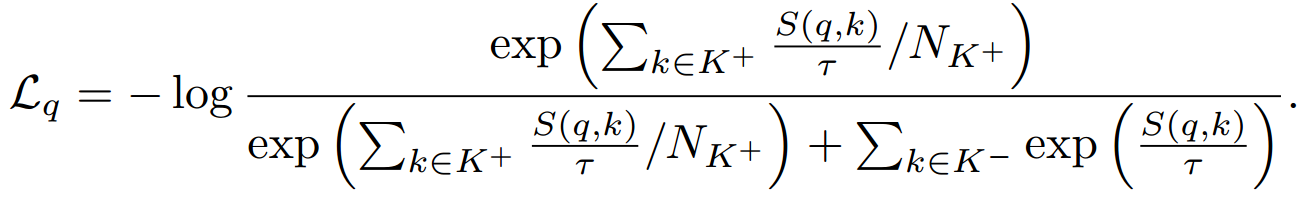 \mathcal{L}_q = -\log \frac{\exp\left(\sum_{k \in K^+} \frac{S(q,k)}{\tau} / N_{K^+}\right)}{\exp\left(\sum_{k \in K^+} \frac{S(q,k)}{\tau} / N_{K^+}\right) + \sum_{k \in K^-} \exp\left(\frac{S(q,k)}{\tau}\right)}.